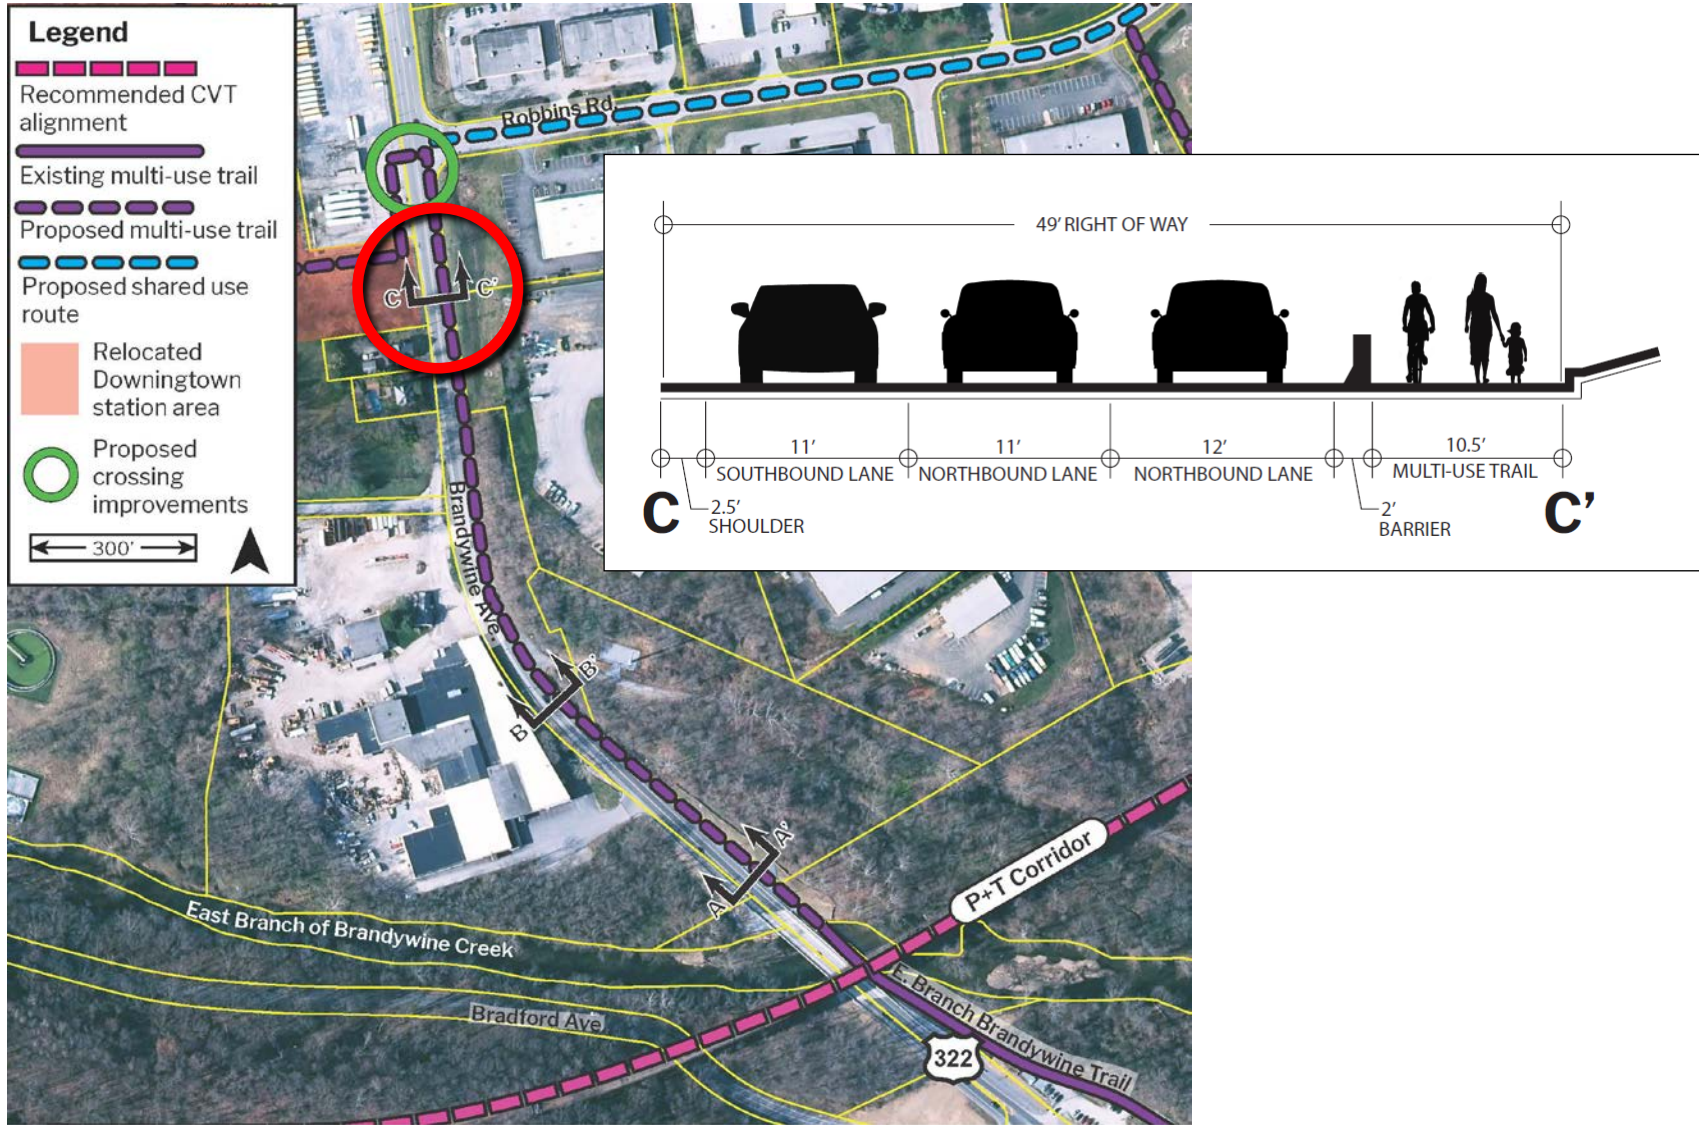 Legend
Recommended CVT
alignment
Existing multi-use trail
Proposed multi-use trail
Proposed shared use
route
Relocated
Downingtown
station area
Proposed
crossing
improvements
300'
Robbins Rd.
C C'
49' RIGHT OF WAY
11' 11' 12' 10.5'
SOUTHBOUND LANE NORTHBOUND LANE NORTHBOUND LANE MULTI-USE TRAIL
C 2.5' 2' C'
SHOULDER BARRIER
Brandywine Ave.
B B'
A A'
P+T Corridor
East Branch of Brandywine Creek
Bradford Ave
E. Branch Brandywine Trail
322